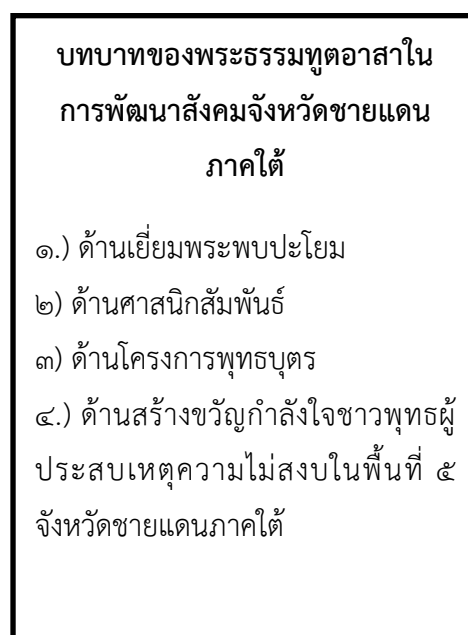 บทบาทของพระธรรมทูตอาสาใน
การพัฒนาสังคมจังหวัดชายแดน
ภาคใต้
๑.) ด้านเยี่ยมพระพบปะโยม
๒) ด้านศาสนิกสัมพันธ์
๓) ด้านโครงการพุทธบุตร
๔.) ด้านสร้างขวัญกำลังใจชาวพุทธผู้
ประสบเหตุความไม่สงบในพื้นที่ ๕
จังหวัดชายแดนภาคใต้